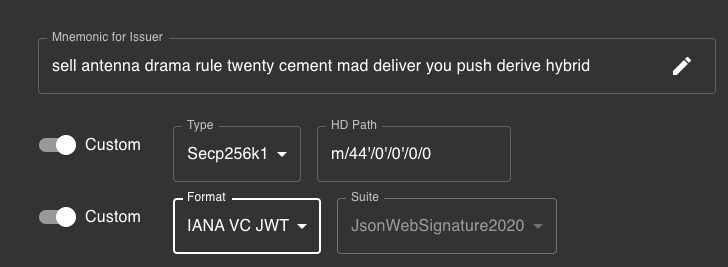 Mnemonic for Issuer
sell antenna drama rule twenty cement mad deliver you push derive hybrid
Type
HD Path
Custom
Secp256k1
m/44'/0'/0'/0/0
Format
Suite
Custom
IANA VC JWT
JsonWebSignature2020